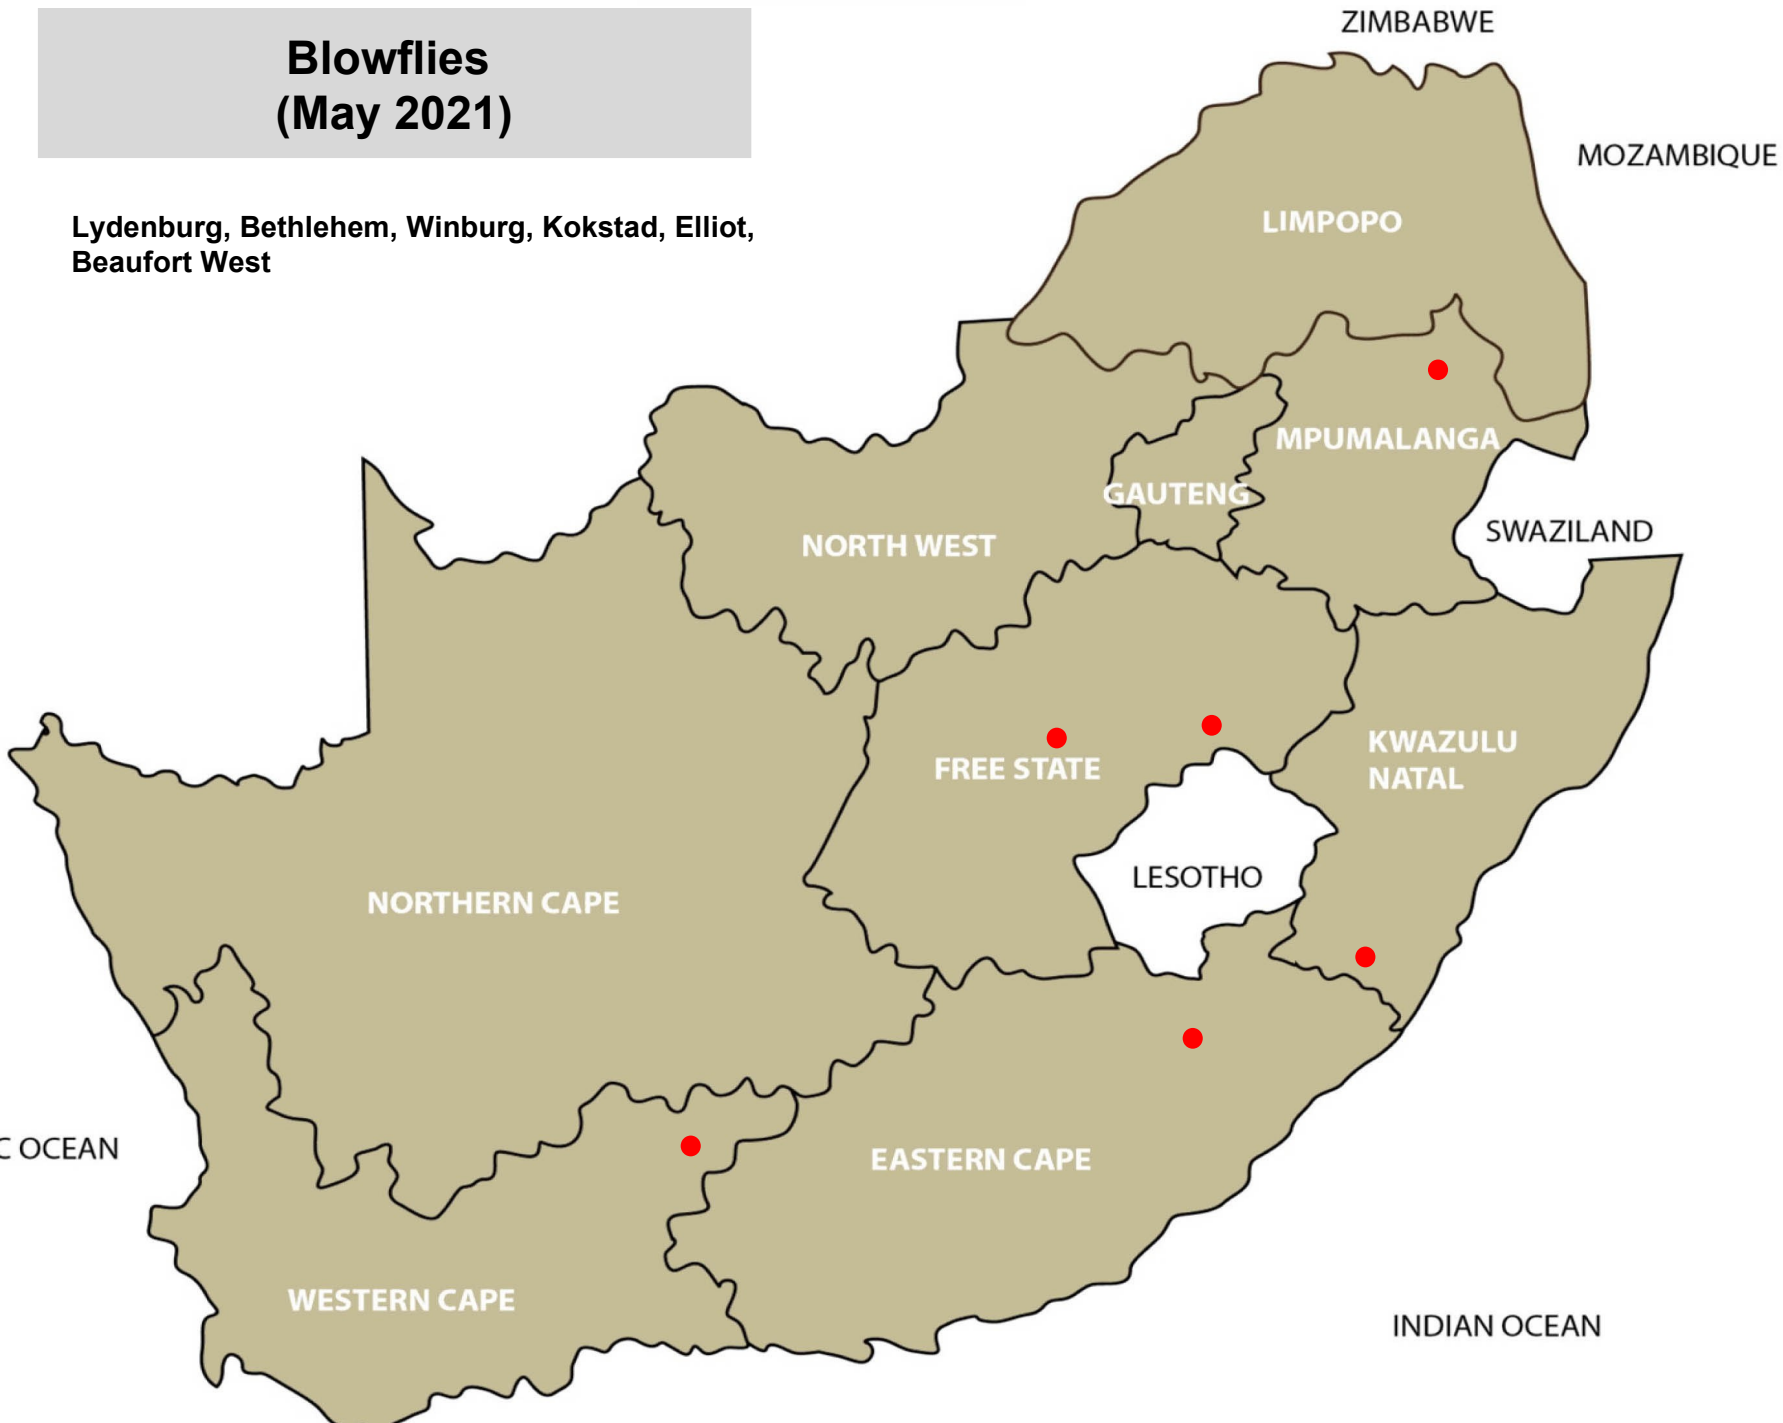 Blowflies
(May 2021)
Lydenburg, Bethlehem, Winburg, Kokstad, Elliot,
Beaufort West
ZIMBABWE
MOZAMBIQUE
LIMPOPO
MPUMALANGA
GAUTENG
SWAZILAND
NORTH WEST
KWAZULU
NATAL
FREE STATE
LESOTHO
NORTHERN CAPE
C OCEAN
EASTERN CAPE
WESTERN CAPE
INDIAN OCEAN